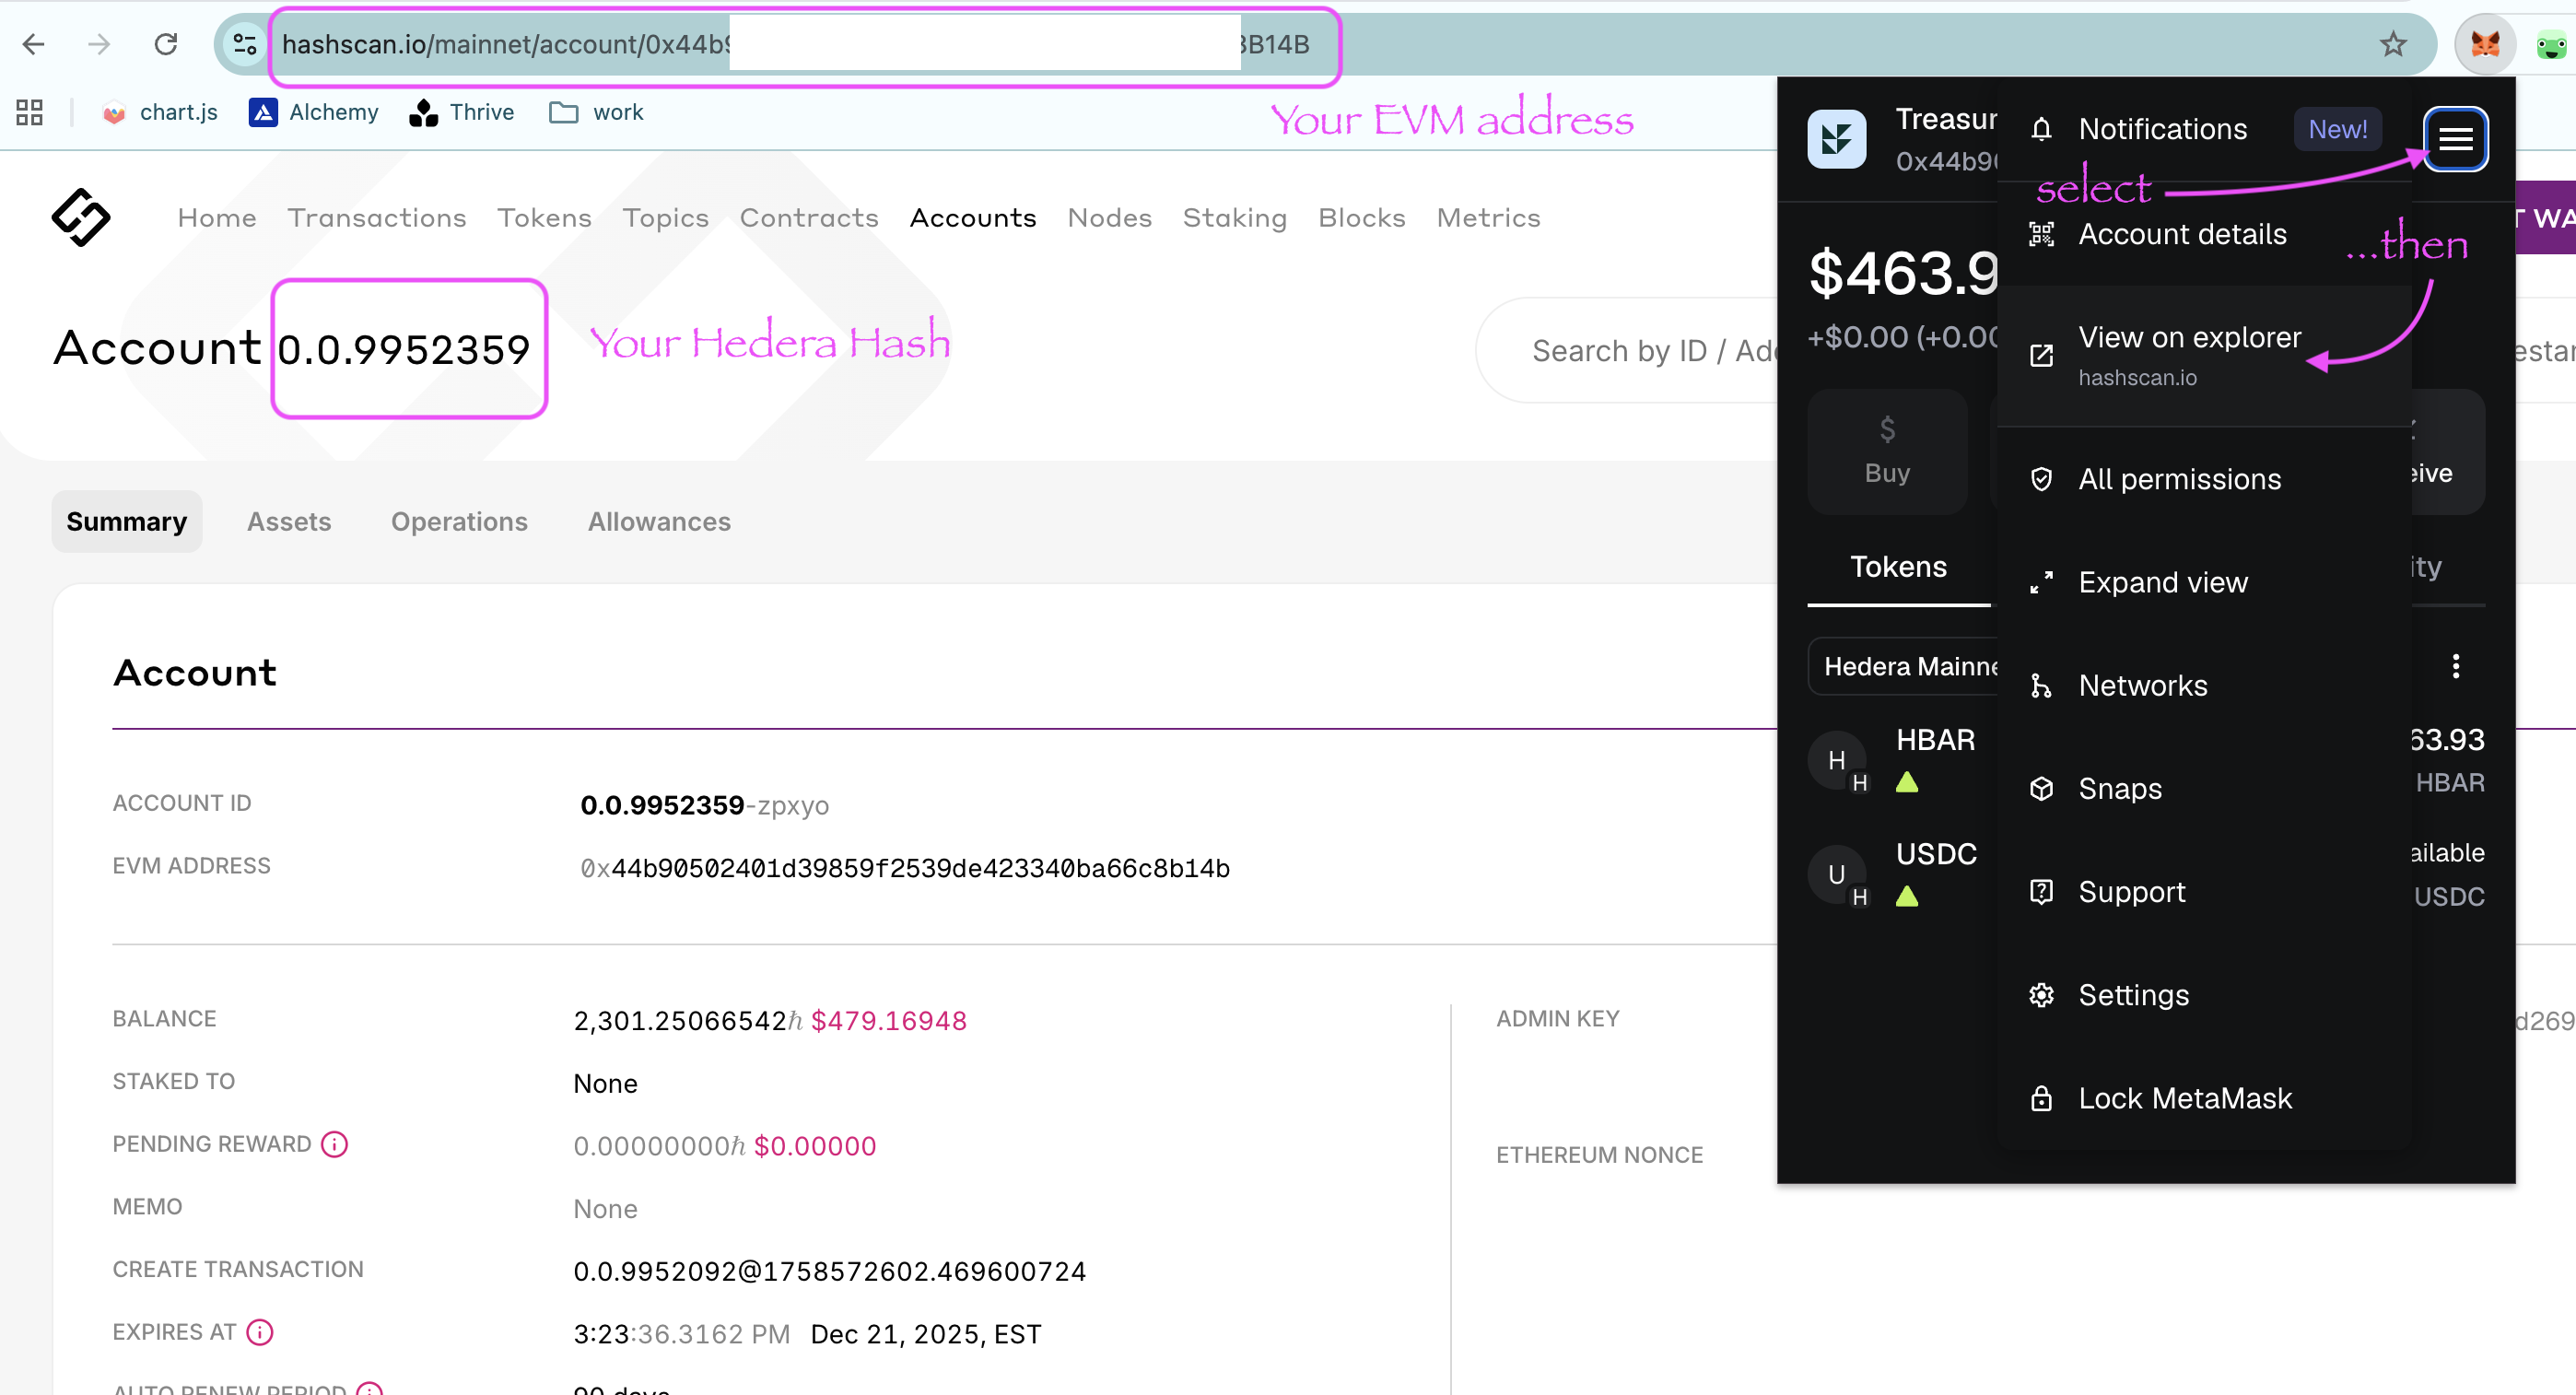 hashscan.io/mainnet/account/0x44b9 3B14B
chart.js
Alchemy
Thrive
work
Your EVM address
Home Transactions Tokens Topics Contracts Accounts Nodes Staking Blocks Metrics
Account 0.0.9952359
Your Hedera Hash
Search by ID /
Summary Assets Operations Allowances
Account
ACCOUNT ID 0.0.9952359-zpxyo
EVM ADDRESS 0x44b90502401d39859f2539de423340ba66c8b14b
BALANCE 2,301.25066542ℏ $479.16948
STAKED TO None
PENDING REWARD 0.00000000ℏ $0.00000
MEMO None
CREATE TRANSACTION 0.0.9952092@1758572602.469600724
EXPIRES AT 3:23:36.3162 PM Dec 21, 2025, EST
AUTO RENEW PERIOD 90 days
ADMIN KEY
d269
ETHEREUM NONCE
Treasur
0x44b90
$463.9
+$0.00 (+0.00
$
Buy
eive
Tokens
ity
Hedera Mainne
H H HBAR
63.93
HBAR
U H USDC
ailable
USDC
Notifications New!
select
Account details
...then
View on explorer
hashscan.io
All permissions
Expand view
Networks
Snaps
Support
Settings
Lock MetaMask
T WA